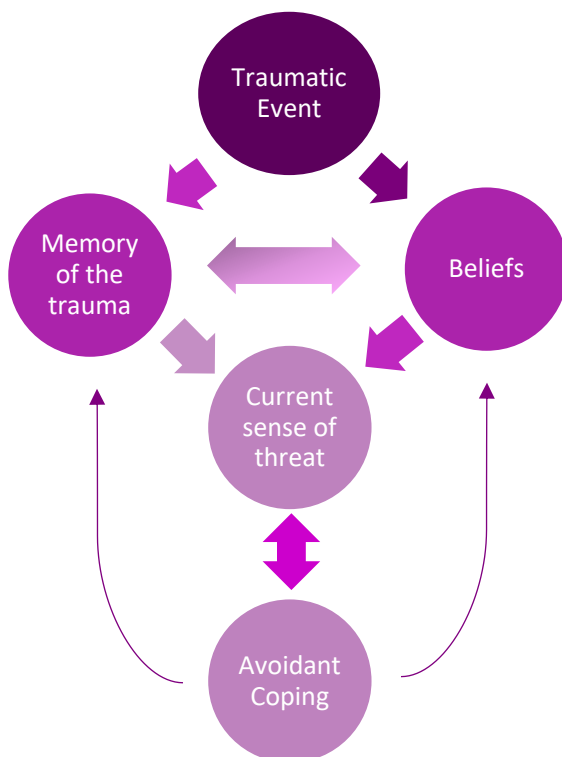 Traumatic
Event
Memory
of the
trauma
Beliefs
Current
sense of
threat
Avoidant
Coping